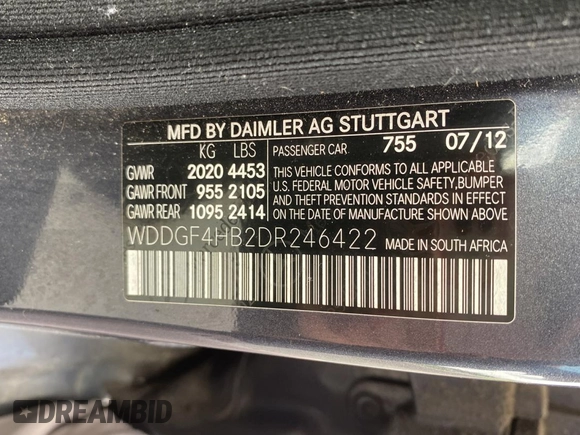 MFD BY DAIMLER AG STUTTGART
KG LBS PASSENGER CAR 755 07/12
GVWR 2020 4453 THIS VEHICLE CONFORMS TO ALL APPLICABLE
GAWR FRONT 955 2105 U.S. FEDERAL MOTOR VEHICLE SAFETY,BUMPER
GAWR REAR 1095 2414 AND THEFT PREVENTION STANDARDS IN EFFECT
ON THE DATE OF MANUFACTURE SHOWN ABOVE.
WDDGF4HB2DR246422 MADE IN SOUTH AFRICA
DREAMBID